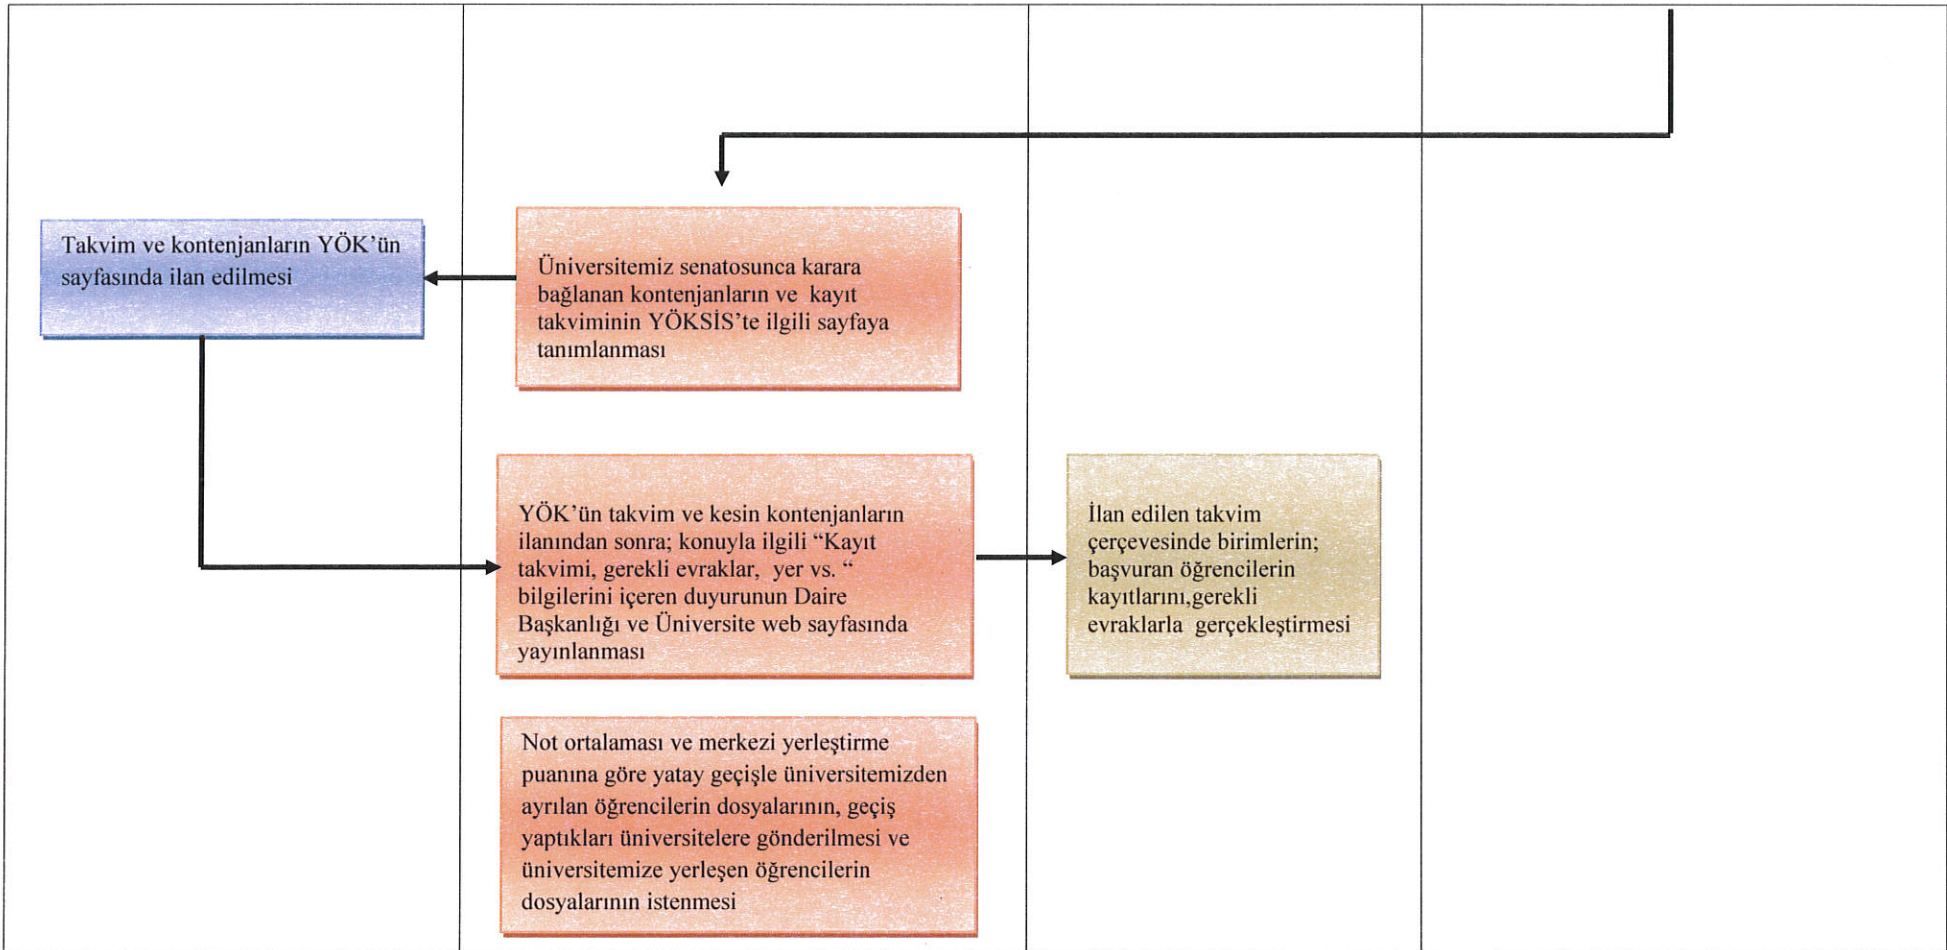 Takvim ve kontenjanların YÖK’ün
sayfasında ilan edilmesi
Üniversitemiz senatosunca karara
bağlanan kontenjanların ve kayıt
takviminin YÖKSİS’te ilgili sayfaya
tanımlanması
YÖK’ün takvim ve kesin kontenjanların
ilanından sonra; konuyla ilgili “Kayıt
takvimi, gerekli evraklar, yer vs. “
bilgilerini içeren duyurunun Daire
Başkanlığı ve Üniversite web sayfasında
yayınlanması
İlan edilen takvim
çerçevesinde birimlerin;
başvuran öğrencilerin
kayıtlarını,gerekli
evraklarla gerçekleştirmesi
Not ortalaması ve merkezi yerleştirme
puanına göre yatay geçişle üniversitemizden
ayrılan öğrencilerin dosyalarının, geçiş
yaptıkları üniversitelere gönderilmesi ve
üniversitemize yerleşen öğrencilerin
dosyalarının istenmesi